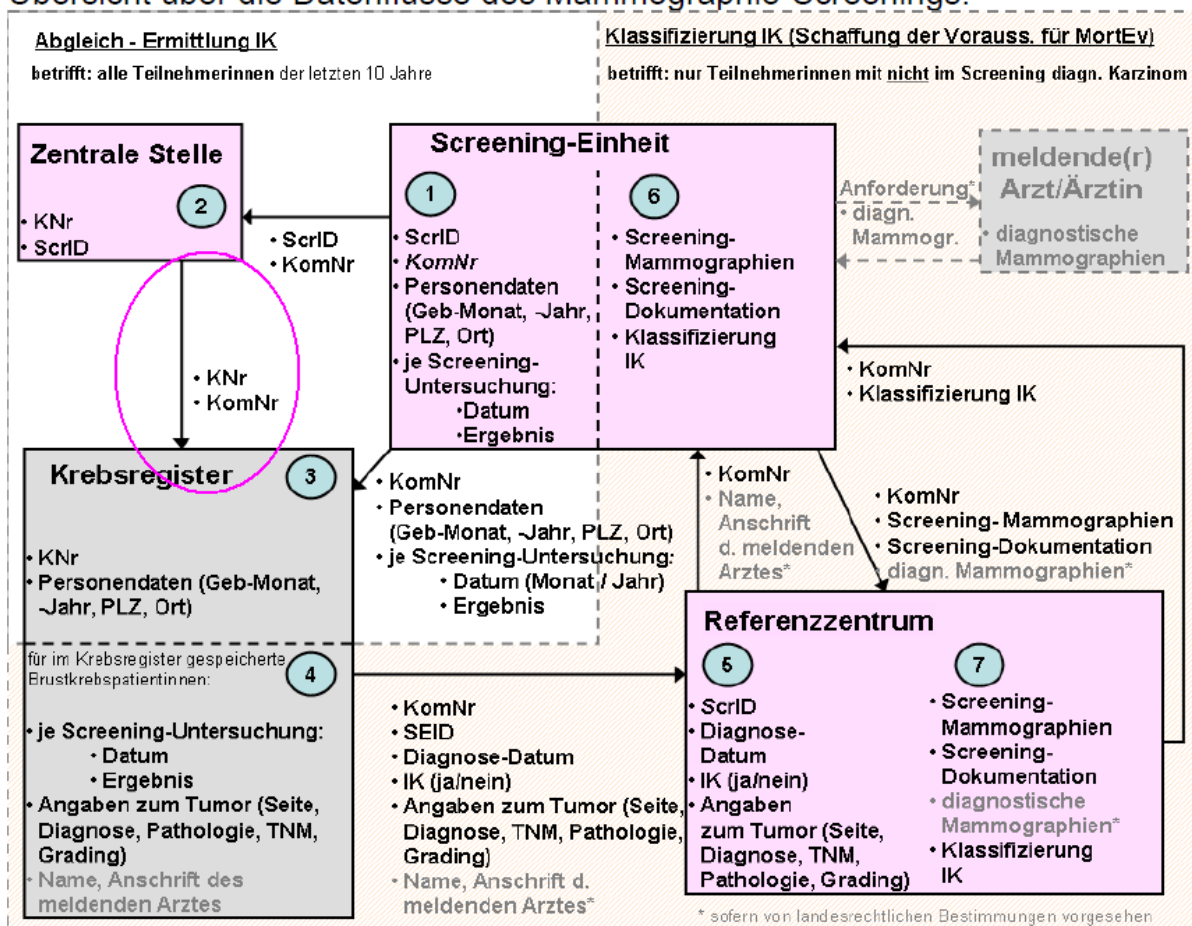 Übersicht über die Datenflüsse des Mammographie-Screenings:
Abgleich - Ermittlung IK
betrifft: alle Teilnehmerinnen der letzten 10 Jahre
Klassifizierung IK (Schaffung der Vorauss. für MortEv)
betrifft: nur Teilnehmerinnen mit nicht im Screening diagn. Karzinom
Zentrale Stelle
2
• KNr
• ScrID
• ScrID
• KomNr
Screening-Einheit
1
• ScrID
• KomNr
• Personendaten
(Geb-Monat, -Jahr,
PLZ, Ort)
• je Screening-
Untersuchung:
•Datum
•Ergebnis
6
• Screening-
Mammographien
• Screening-
Dokumentation
• Klassifizierung
IK
Anforderung*
• diagn.
Mammogr.
meldende(r)
Arzt/Ärztin
• diagnostische
Mammographien
• KNr
• KomNr
• KomNr
• Klassifizierung IK
Krebsregister
3
• KNr
• Personendaten (Geb-Monat,
-Jahr, PLZ, Ort)
• KomNr
• Personendaten
(Geb-Monat, -Jahr, PLZ, Ort)
• je Screening-Untersuchung:
• Datum (Monat / Jahr)
• Ergebnis
• KomNr
• Name,
Anschrift
d. meldenden
Arztes*
• KomNr
• Screening- Mammographien
• Screening-Dokumentation
• diagn. Mammographien*
für im Krebsregister gespeicherte
Brustkrebspatientinnen:
4
• je Screening-Untersuchung:
• Datum
• Ergebnis
• Angaben zum Tumor (Seite,
Diagnose, Pathologie, TNM,
Grading)
• Name, Anschrift des
meldenden Arztes
• KomNr
• SEID
• Diagnose-Datum
• IK (ja/nein)
• Angaben zum Tumor (Seite,
Diagnose, TNM, Pathologie,
Grading)
• Name, Anschrift d.
meldenden Arztes*
Referenzzentrum
5
• ScrID
• Diagnose-
Datum
• IK (ja/nein)
• Angaben
zum Tumor (Seite,
Diagnose, TNM,
Pathologie, Grading)
7
• Screening-
Mammographien
• Screening-
Dokumentation
• diagnostische
Mammographien*
• Klassifizierung
IK
* sofern von landesrechtlichen Bestimmungen vorgesehen